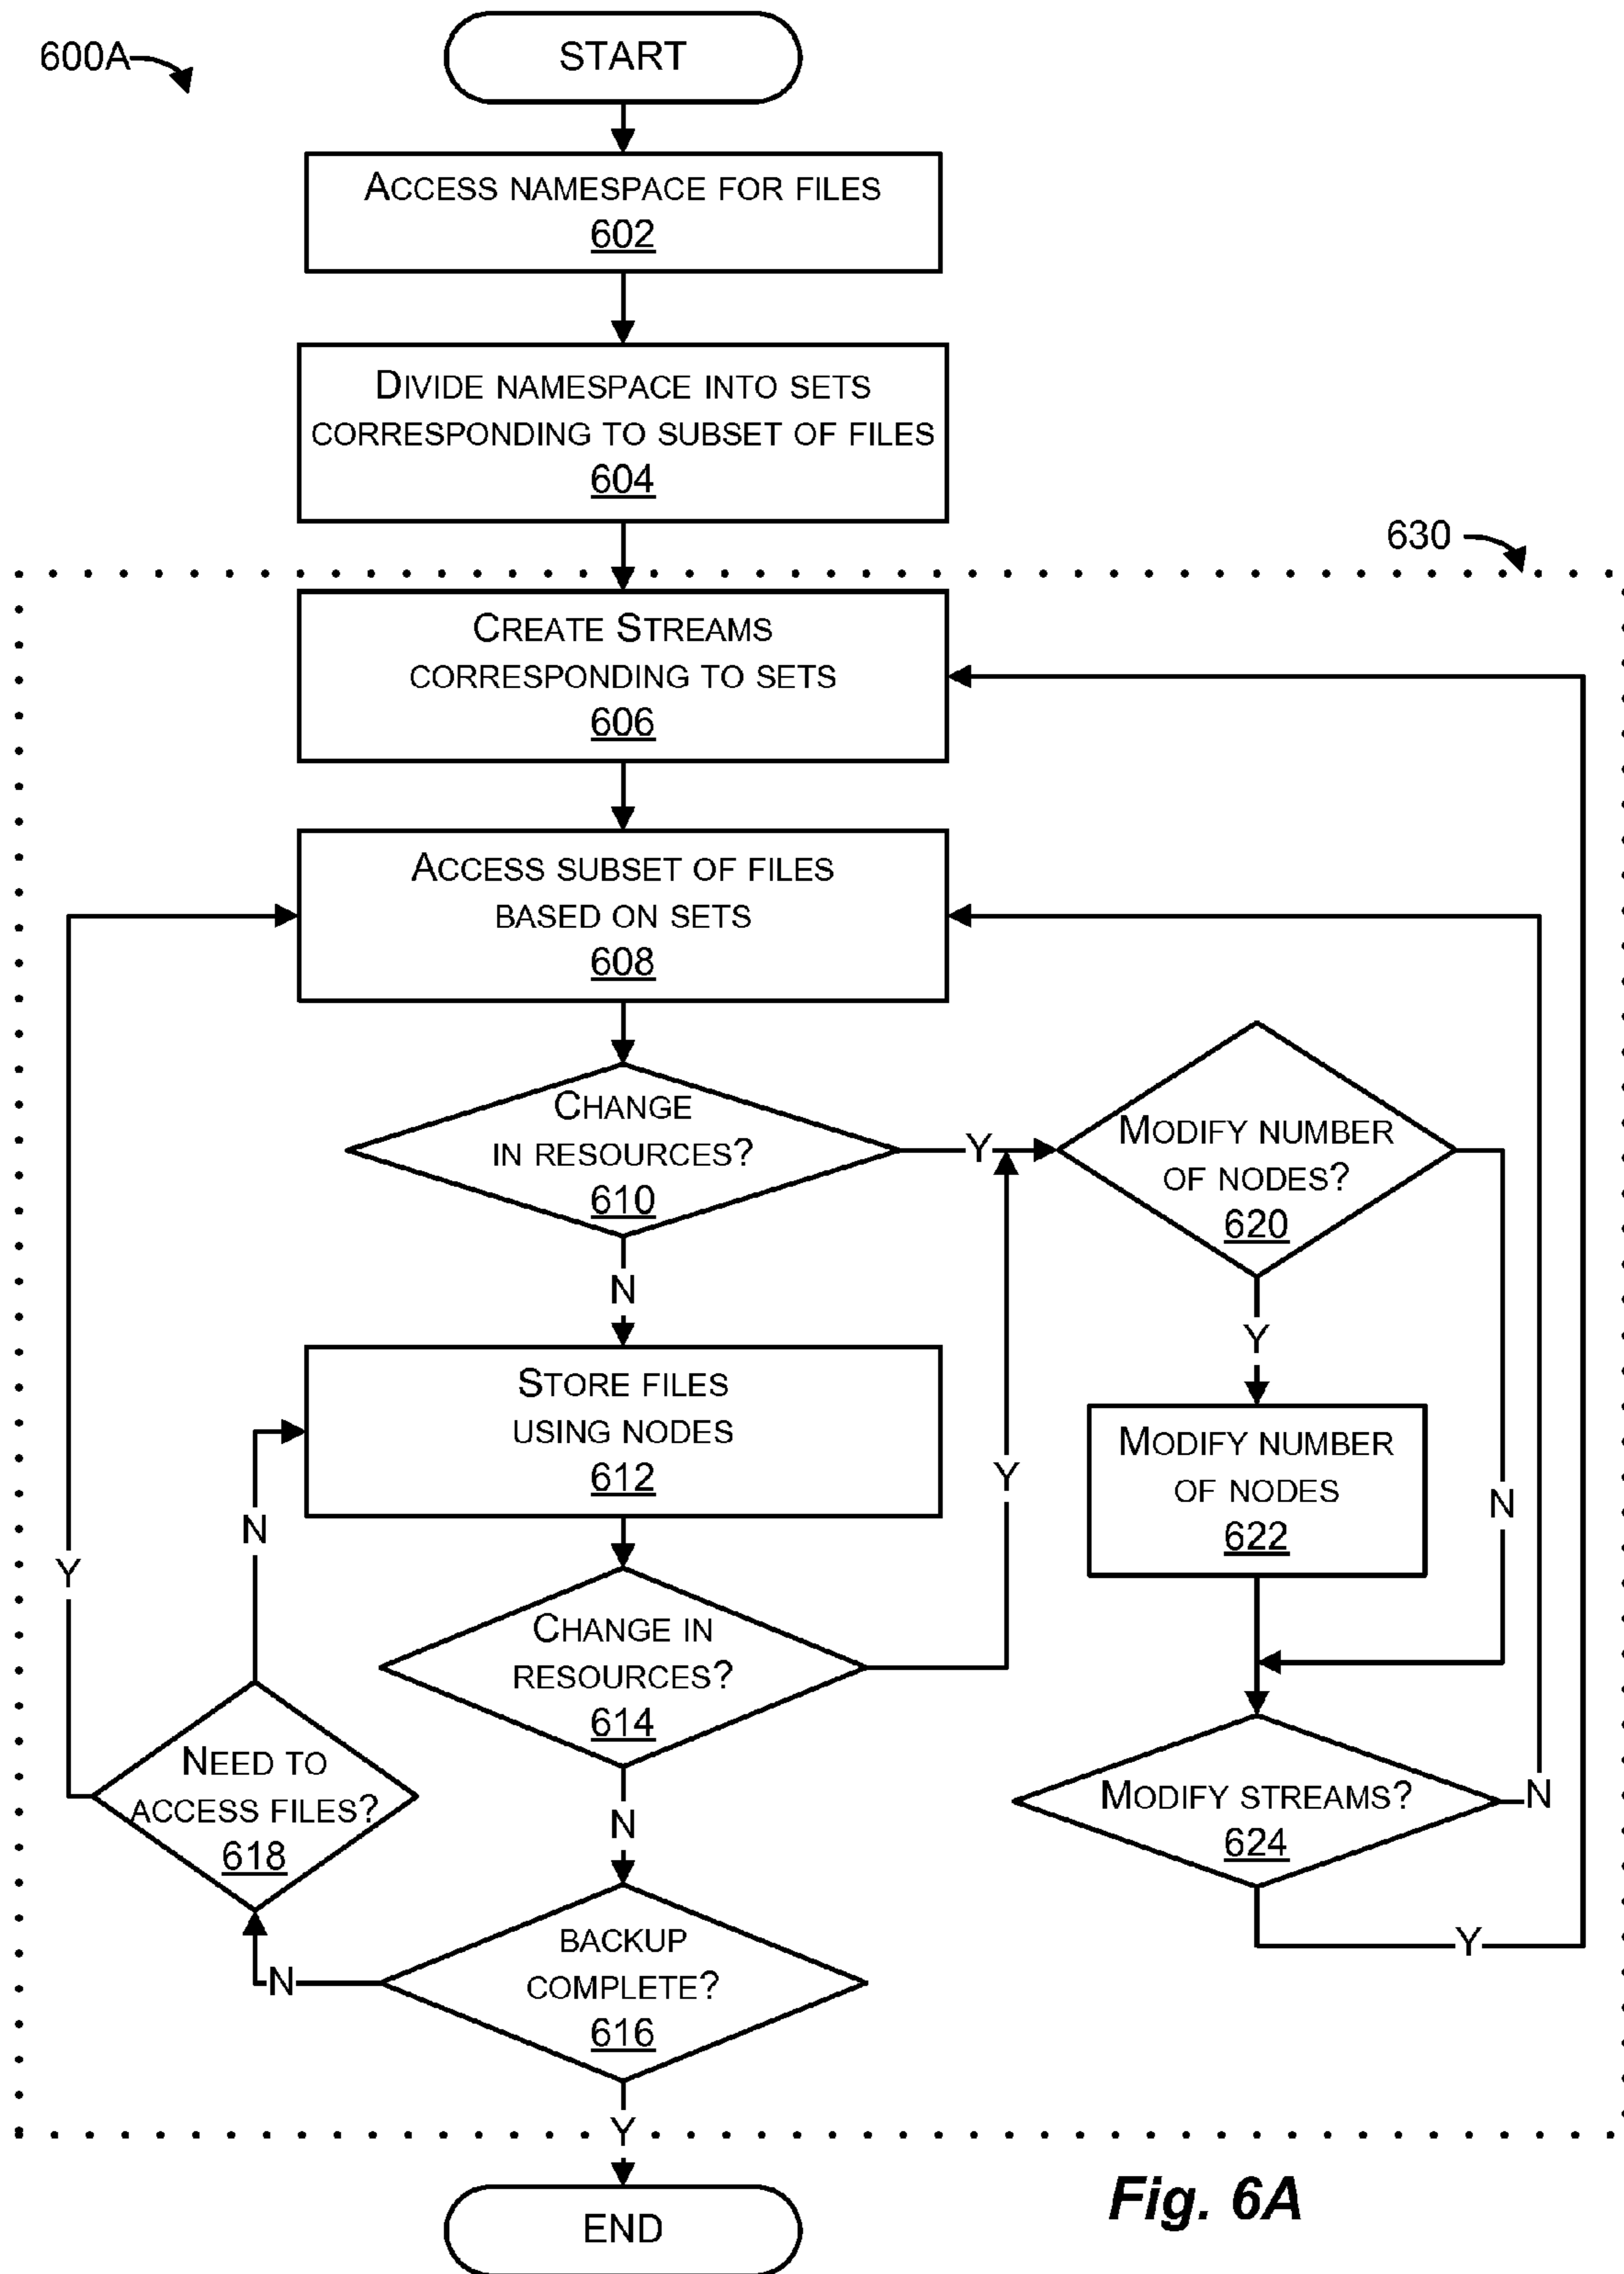 600A
START
ACCESS NAMESPACE FOR FILES
602
DIVIDE NAMESPACE INTO SETS
CORRESPONDING TO SUBSET OF FILES
604
630
CREATE STREAMS
CORRESPONDING TO SETS
606
ACCESS SUBSET OF FILES
BASED ON SETS
608
CHANGE
IN RESOURCES?
610
Y
N
MODIFY NUMBER
OF NODES?
620
Y
N
STORE FILES
USING NODES
612
MODIFY NUMBER
OF NODES
622
CHANGE IN
RESOURCES?
614
Y
N
NEED TO
ACCESS FILES?
618
Y
N
MODIFY STREAMS?
624
N
Y
BACKUP
COMPLETE?
616
N
Y
END
Fig. 6A